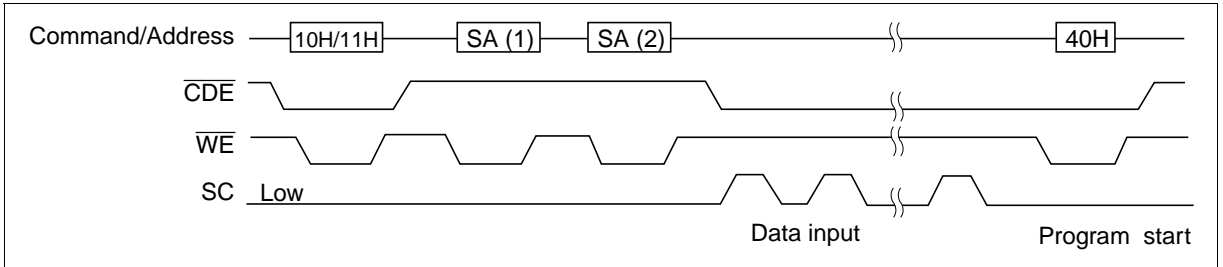 Command/Address 10H/11H SA (1) SA (2) 40H
CDE
WE
SC Low
Data input Program start